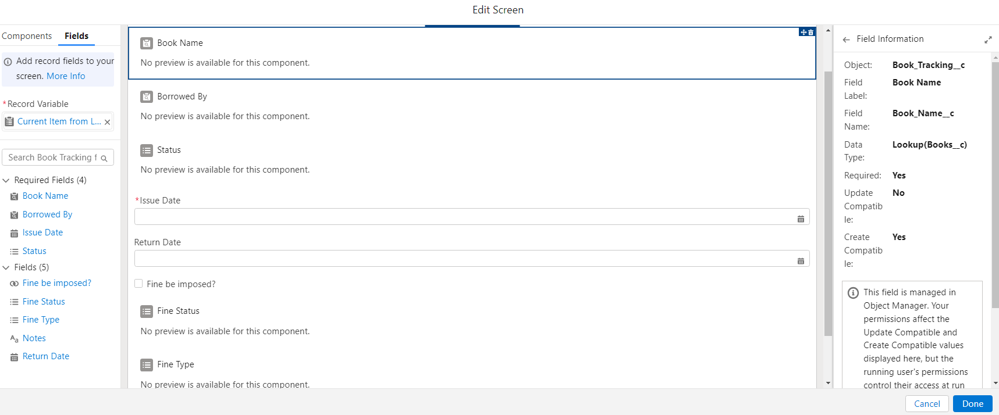 Edit Screen
Components
Fields
Add record fields to your
screen. More Info
*Record Variable
Current Item from L...
Search Book Tracking f
Required Fields (4)
Book Name
Borrowed By
Issue Date
Status
Fields (5)
Fine be imposed?
Fine Status
Fine Type
Notes
Return Date
Book Name
No preview is available for this component.
Borrowed By
No preview is available for this component.
Status
No preview is available for this component.
*Issue Date
Return Date
Fine be imposed?
Fine Status
No preview is available for this component.
Fine Type
No preview is available for this component.
Field Information
Object: Book_Tracking__c
Field Book Name
Label:
Field Book_Name__c
Name:
Data Lookup(Books__c)
Type:
Required: Yes
Update No
Compatib
le:
Create Yes
Compatib
le:
This field is managed in
Object Manager. Your
permissions affect the
Update Compatible and
Create Compatible values
displayed here, but the
running user's permissions
control their access at run
Cancel
Done